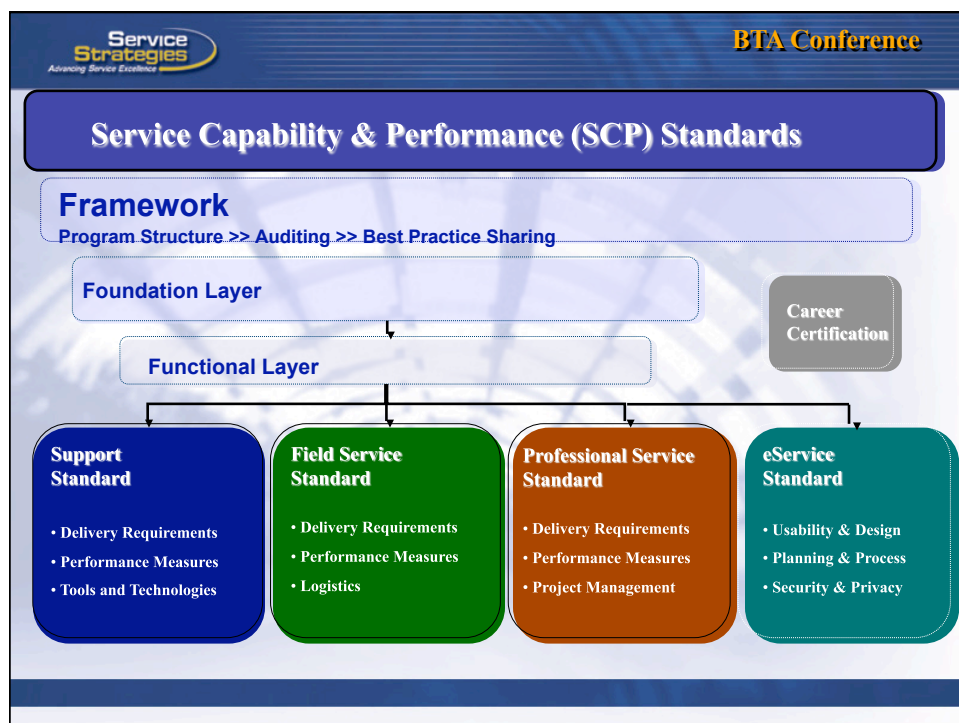 Service
Strategies
Advancing Service Excellence
BTA Conference
Service Capability & Performance (SCP) Standards
Framework
Program Structure >> Auditing >> Best Practice Sharing
Foundation Layer
Career
Certification
Functional Layer
Support
Standard
• Delivery Requirements
• Performance Measures
• Tools and Technologies
Field Service
Standard
• Delivery Requirements
• Performance Measures
• Logistics
Professional Service
Standard
• Delivery Requirements
• Performance Measures
• Project Management
eService
Standard
• Usability & Design
• Planning & Process
• Security & Privacy